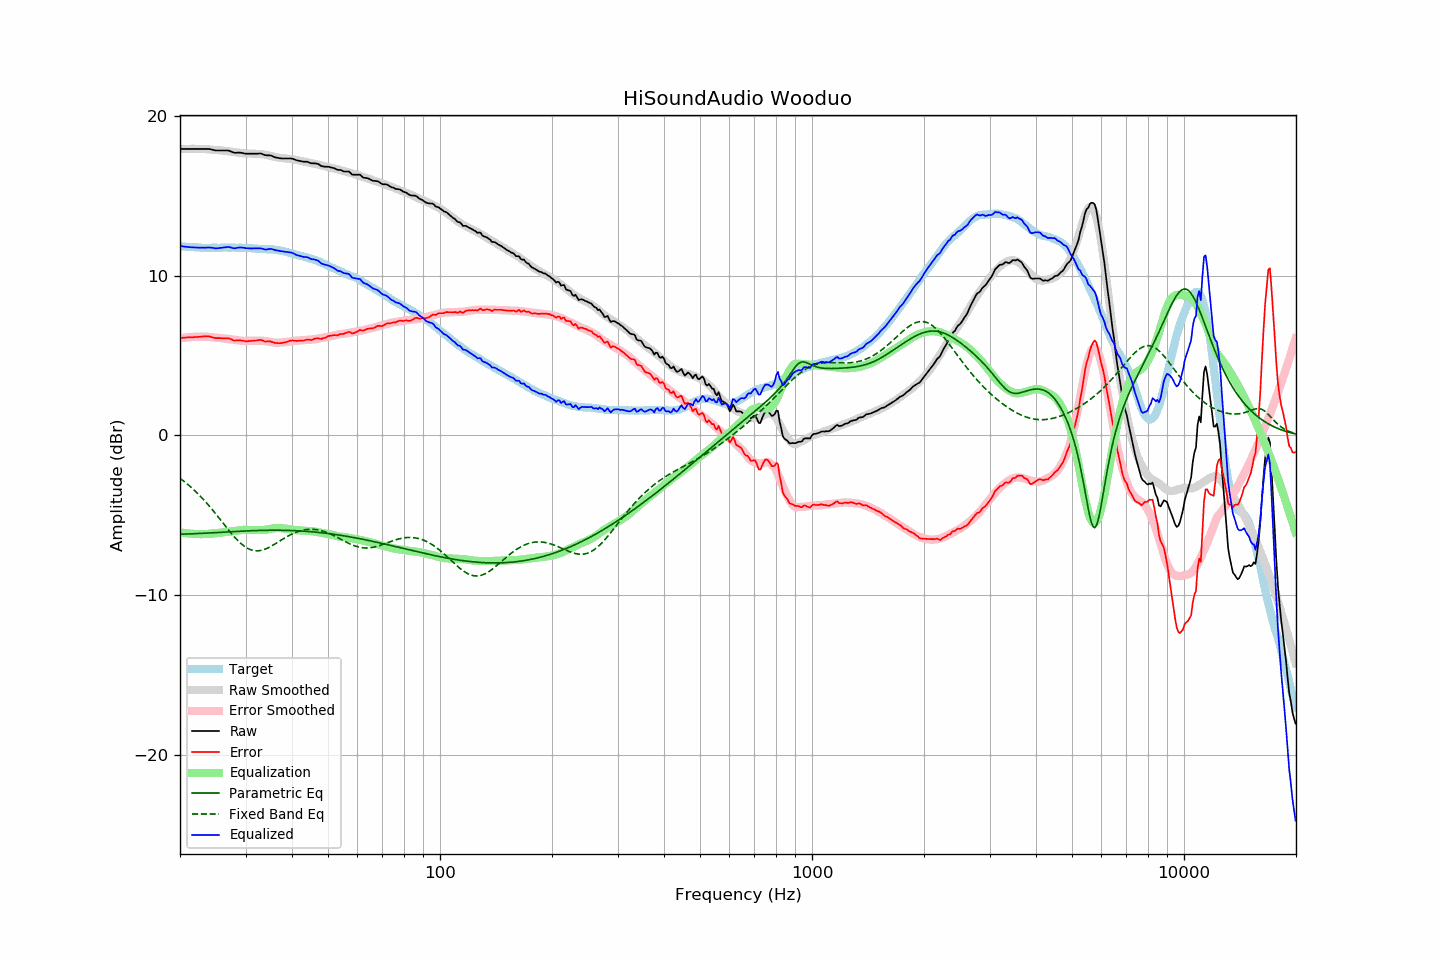 HiSoundAudio Wooduo
20
10
0
−10
−20
Amplitude (dBr)
100
1000
10000
Frequency (Hz)
Target
Raw Smoothed
Error Smoothed
Raw
Error
Equalization
Parametric Eq
Fixed Band Eq
Equalized